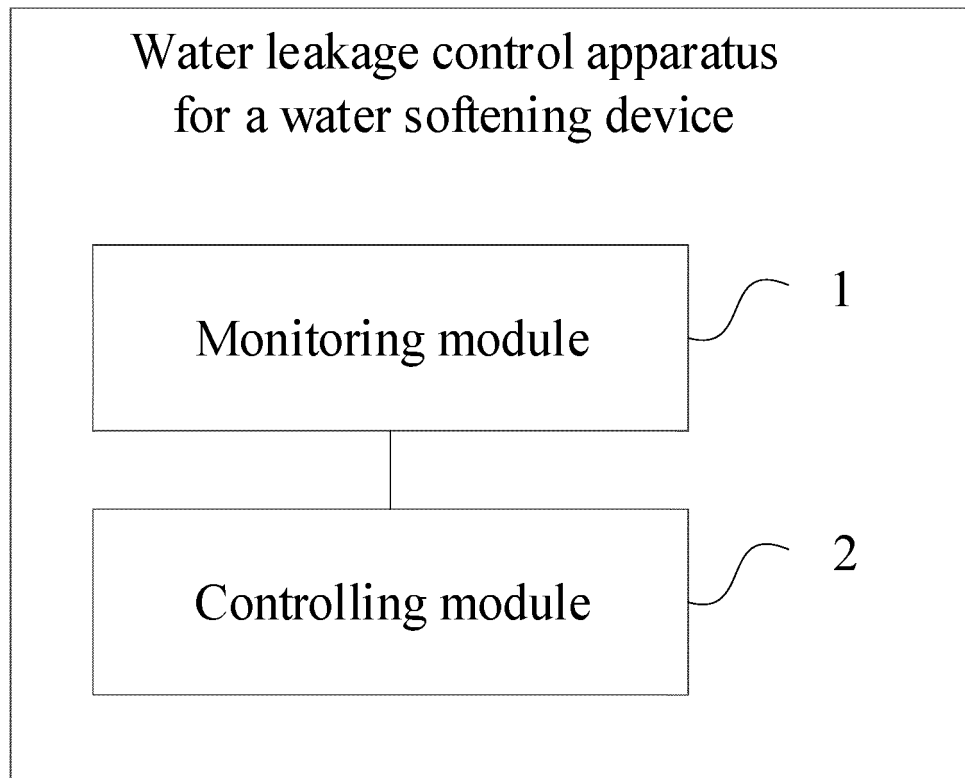 Water leakage control apparatus
for a water softening device
Monitoring module
1
Controlling module
2